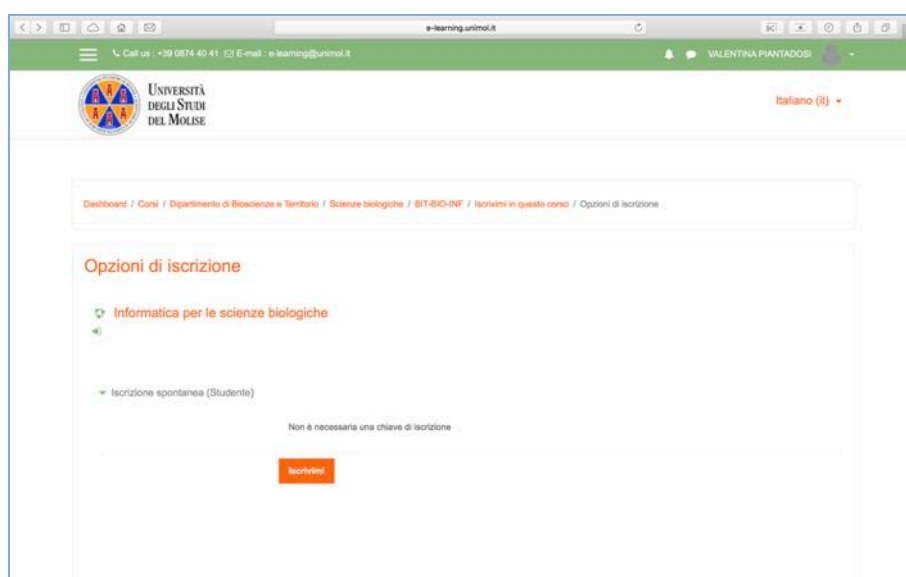 e-learning.unimol.it
Call us : +39 0874 40 41 E-mail : e-learning@unimol.it
VALENTINA PIANTADOSI
UNIVERSITÀ
DEGLI STUDI
DEL MOLISE
Italiano (it)
Dashboard / Corsi / Dipartimento di Bioscienze e Territorio / Scienze biologiche / BIT-BIO-INF / Iscrivimi in questo corso / Opzioni di iscrizione
Opzioni di iscrizione
Informatica per le scienze biologiche
Iscrizione spontanea (Studente)
Non è necessaria una chiave di iscrizione
Iscrivimi